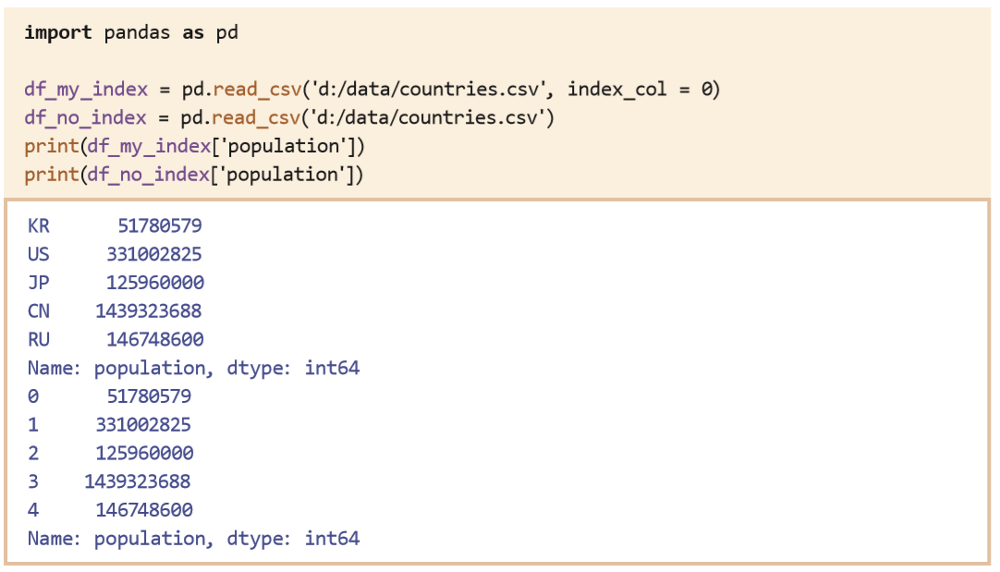 import pandas as pd
df_my_index = pd.read_csv('d:/data/countries.csv', index_col = 0)
df_no_index = pd.read_csv('d:/data/countries.csv')
print(df_my_index['population'])
print(df_no_index['population'])
KR      51780579
US     331002825
JP     125960000
CN    1439323688
RU     146748600
Name: population, dtype: int64
0      51780579
1     331002825
2     125960000
3    1439323688
4     146748600
Name: population, dtype: int64